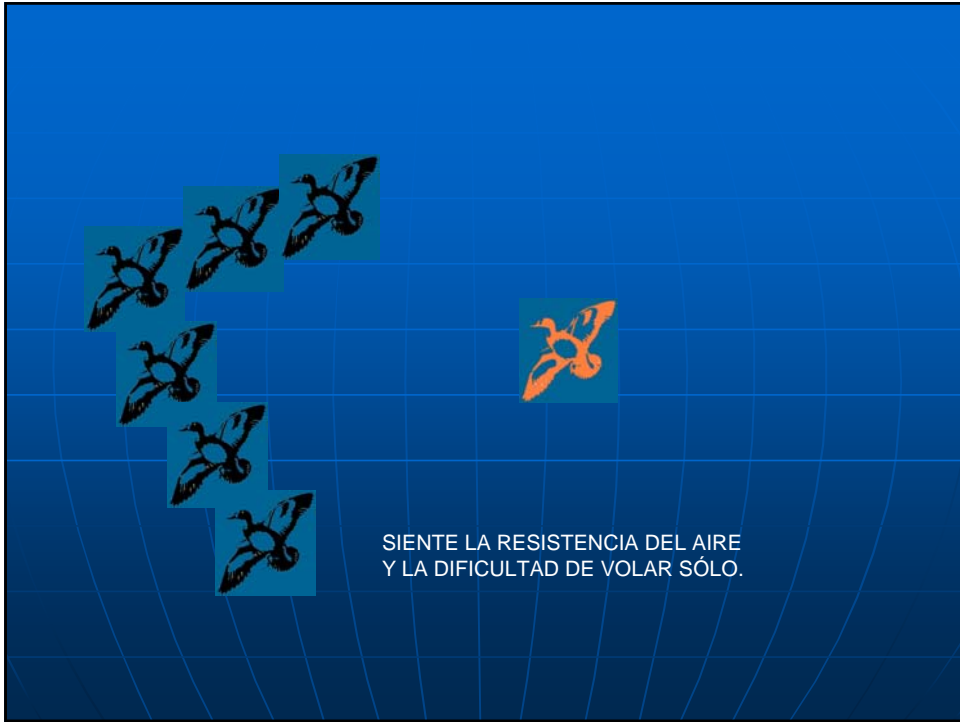 SIENTE LA RESISTENCIA DEL AIRE
Y LA DIFICULTAD DE VOLAR SÓLO.